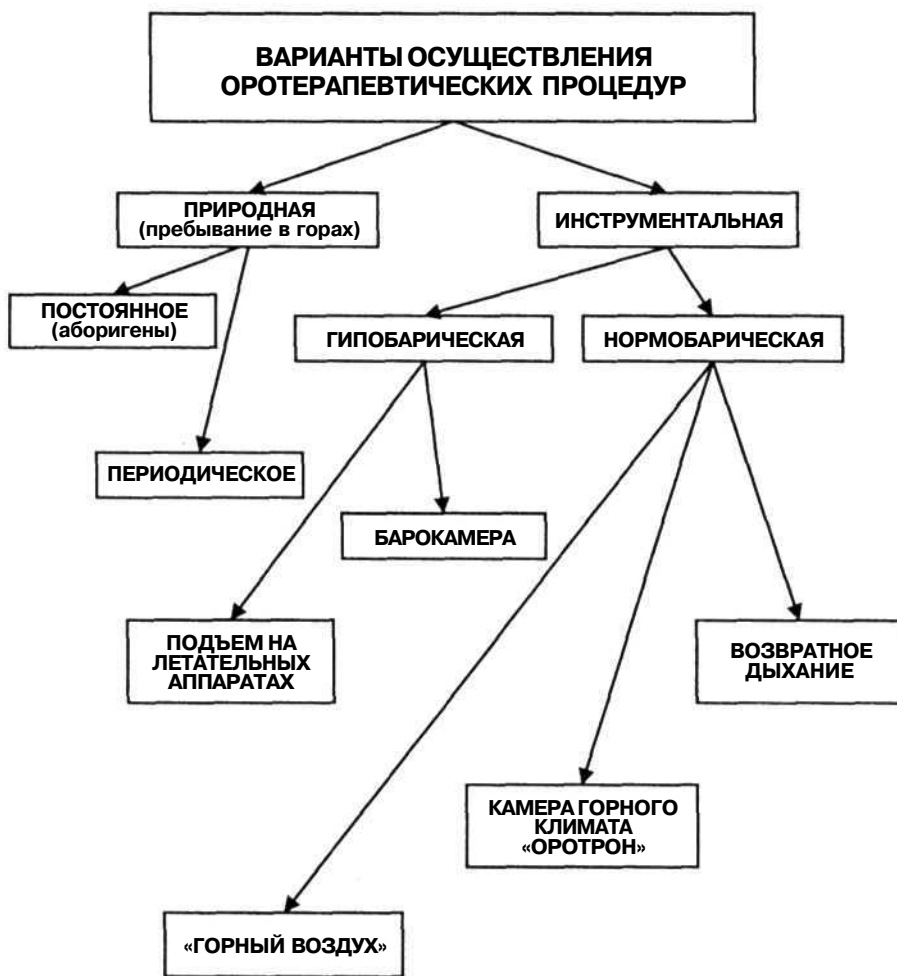 ВАРИАНТЫ ОСУЩЕСТВЛЕНИЯ
ОРОТЕРАПЕВТИЧЕСКИХ ПРОЦЕДУР
ПРИРОДНАЯ
(пребывание в горах)
ИНСТРУМЕНТАЛЬНАЯ
ПОСТОЯННОЕ
(аборигены)
ГИПОБАРИЧЕСКАЯ
НОРМОБАРИЧЕСКАЯ
ПЕРИОДИЧЕСКОЕ
БАРОКАМЕРА
ПОДЪЕМ НА
ЛЕТАТЕЛЬНЫХ
АППАРАТАХ
ВОЗВРАТНОЕ
ДЫХАНИЕ
КАМЕРА ГОРНОГО
КЛИМАТА
«ОРОТРОН»
«ГОРНЫЙ ВОЗДУХ»